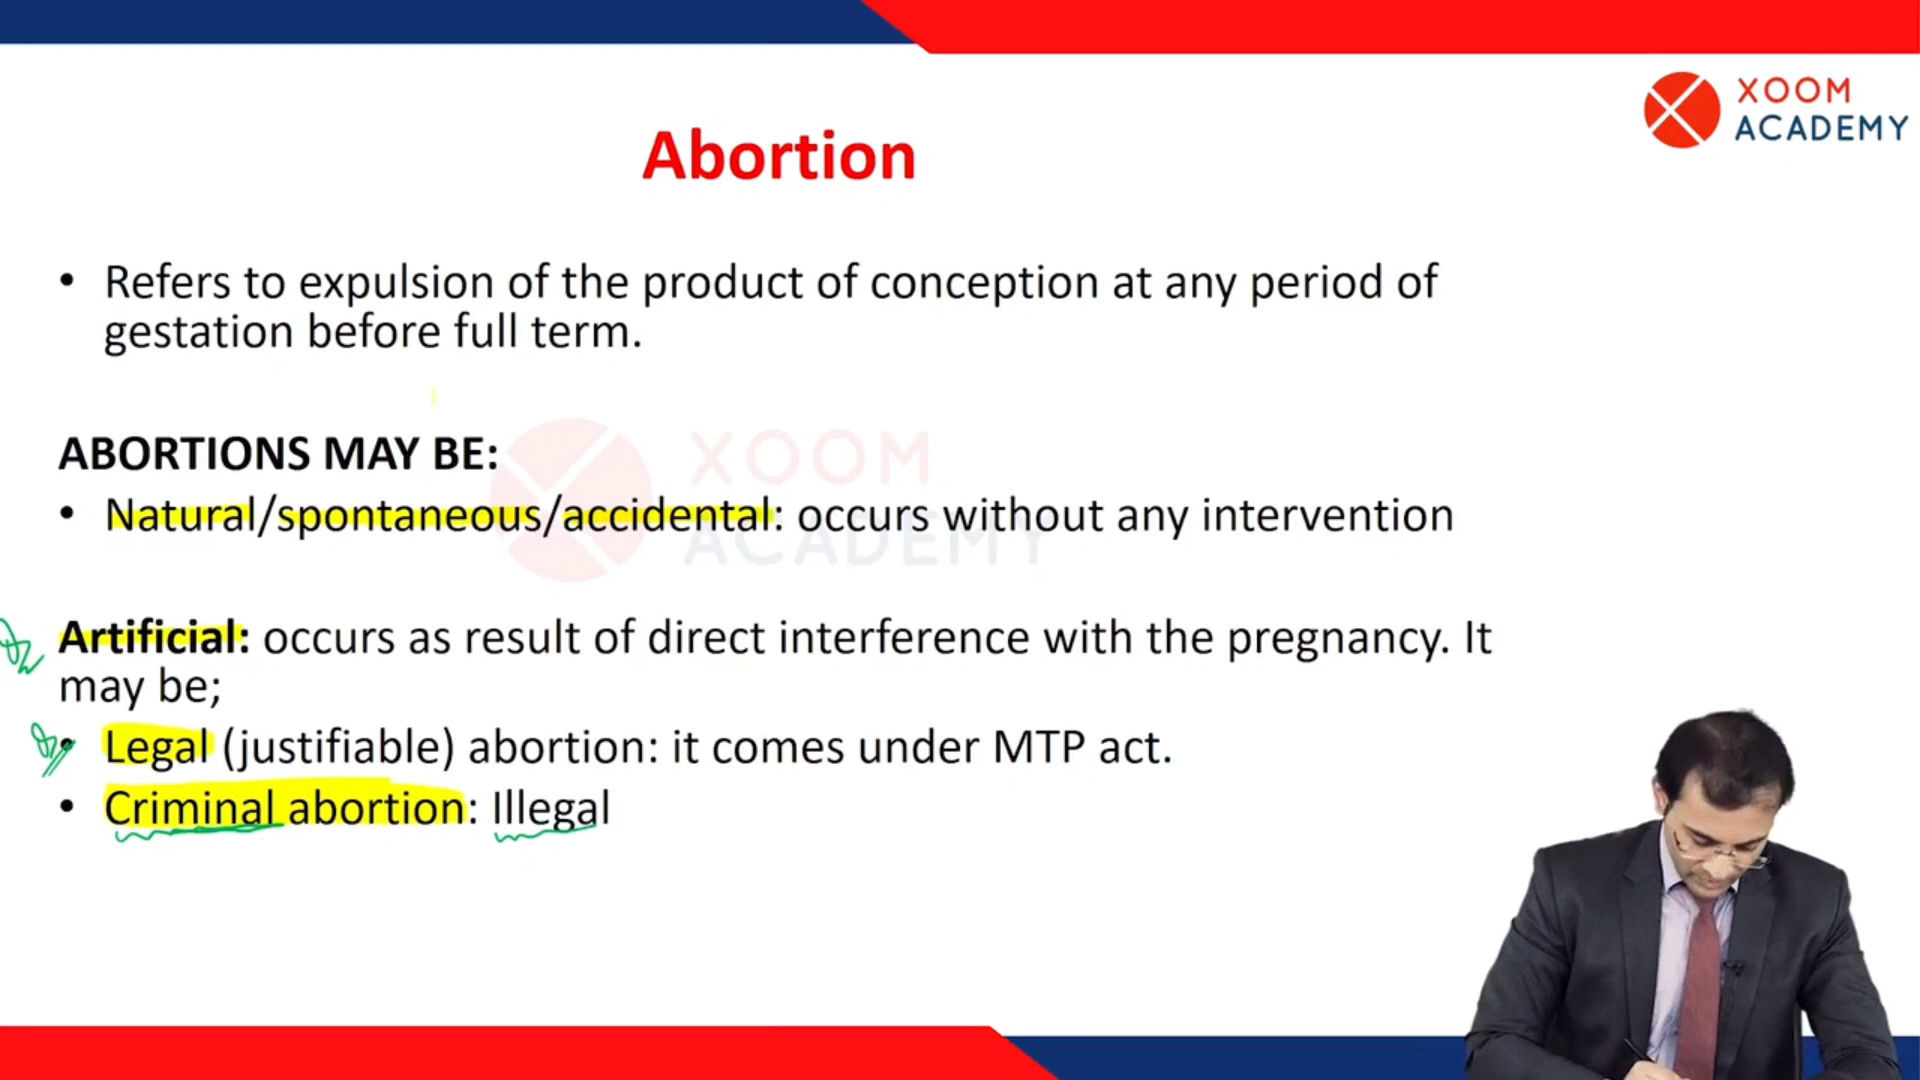 XOOM
ACADEMY
Abortion
• Refers to expulsion of the product of conception at any period of
gestation before full term.
ABORTIONS MAY BE:
• Natural/spontaneous/accidental: occurs without any intervention
XOOM
ACADEMY
Artificial: occurs as result of direct interference with the pregnancy. It
may be;
• Legal (justifiable) abortion: it comes under MTP act.
• Criminal abortion: Illegal